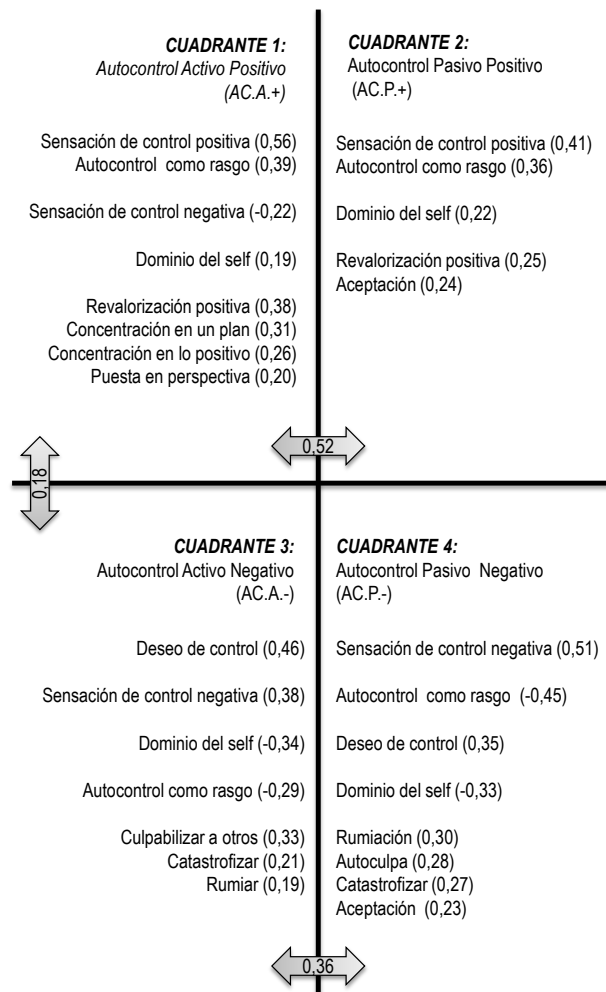 CUADRANTE 1:
Autocontrol Activo Positivo
(AC.A.+)
Sensación de control positiva (0,56)
Autocontrol como rasgo (0,39)
Sensación de control negativa (-0,22)
Dominio del self (0,19)
Revalorización positiva (0,38)
Concentración en un plan (0,31)
Concentración en lo positivo (0,26)
Puesta en perspectiva (0,20)
CUADRANTE 2:
Autocontrol Pasivo Positivo
(AC.P.+)
Sensación de control positiva (0,41)
Autocontrol como rasgo (0,36)
Dominio del self (0,22)
Revalorización positiva (0,25)
Aceptación (0,24)
0,52
0,18
CUADRANTE 3:
Autocontrol Activo Negativo
(AC.A.-)
Deseo de control (0,46)
Sensación de control negativa (0,38)
Dominio del self (-0,34)
Autocontrol como rasgo (-0,29)
Culpabilizar a otros (0,33)
Catastrofizar (0,21)
Rumiar (0,19)
CUADRANTE 4:
Autocontrol Pasivo Negativo
(AC.P.-)
Sensación de control negativa (0,51)
Autocontrol como rasgo (-0,45)
Deseo de control (0,35)
Dominio del self (-0,33)
Rumiación (0,30)
Autoculpa (0,28)
Catastrofizar (0,27)
Aceptación (0,23)
0,36